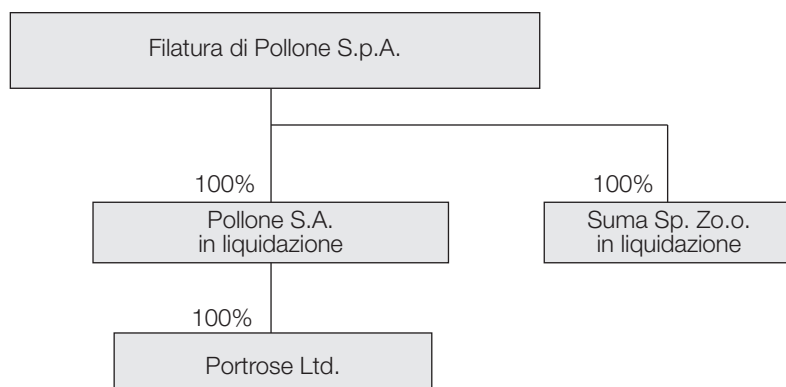 Filatura di Pollone S.p.A.
100%
100%
Pollone S.A.
in liquidazione
Suma Sp. Zo.o.
in liquidazione
100%
Portrose Ltd.